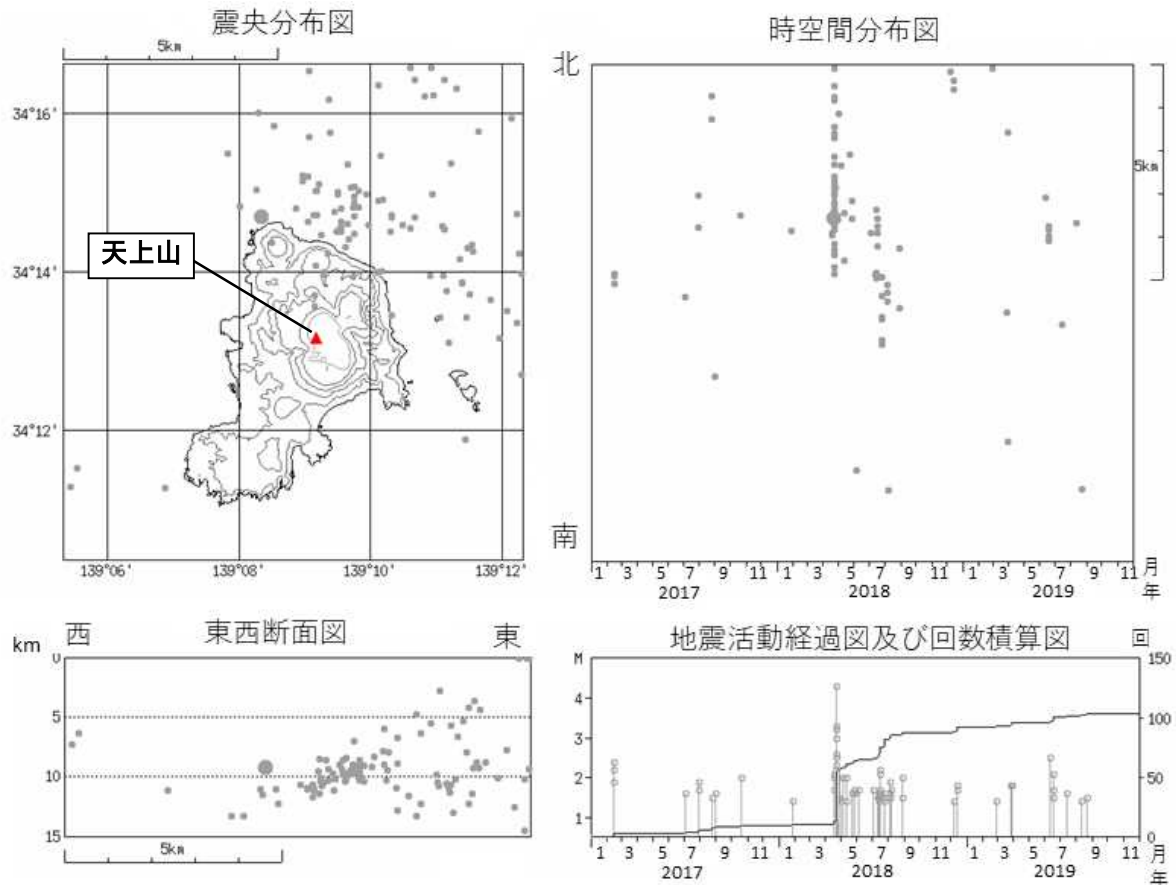 震央分布図
5km
34°16'
34°14'
34°12'
天上山
139°06'
139°08'
139°10'
139°12'
時空間分布図
北
南
5km
1 3 5 7 9 11 1 3 5 7 9 11 1 3 5 7 9 11 月
2017 2018 2019 年
西 東西断面図 東
km
0
5
10
15
5km
地震活動経過図及び回数積算図
M 回
4
3
2
1
150
100
50
0
1 3 5 7 9 11 1 3 5 7 9 11 1 3 5 7 9 11 月
2017 2018 2019 年